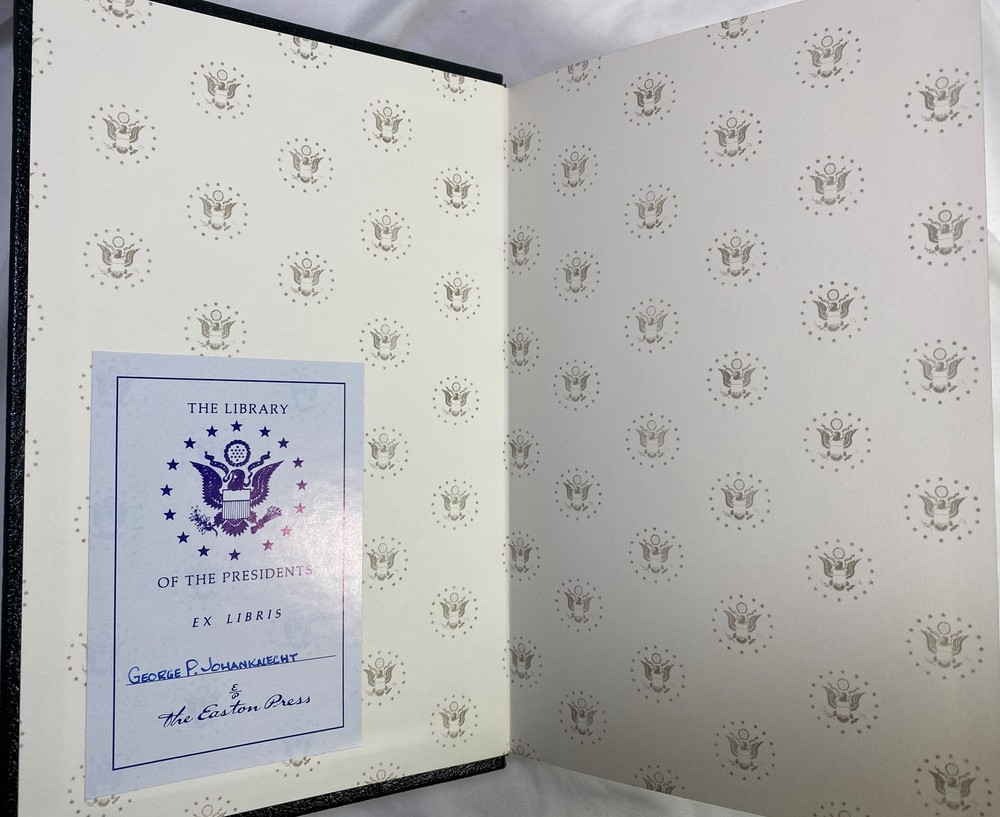 THE LIBRARY
OF THE PRESIDENTS
EX LIBRIS
GEORGE P. JOHANKNECHT
E/P
the Easton Press